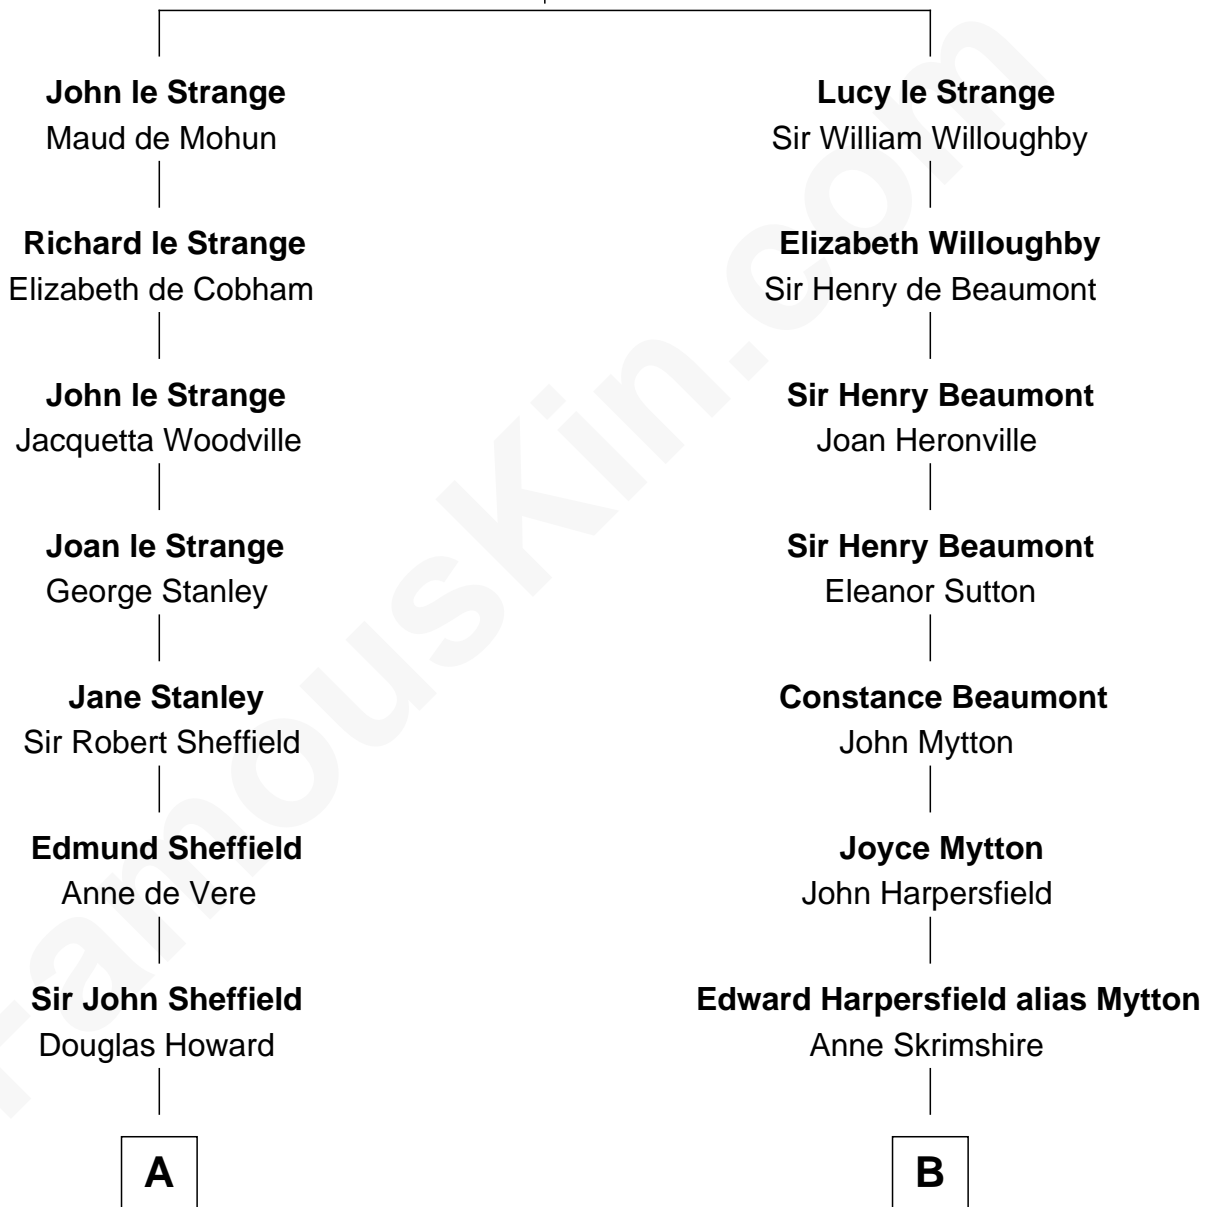 John le Strange
Maud de Mohun
Lucy le Strange
Sir William Willoughby
Richard le Strange
Elizabeth de Cobham
Elizabeth Willoughby
Sir Henry de Beaumont
John le Strange
Jacquetta Woodville
Sir Henry Beaumont
Joan Heronville
Joan le Strange
George Stanley
Sir Henry Beaumont
Eleanor Sutton
Jane Stanley
Sir Robert Sheffield
Constance Beaumont
John Mytton
Edmund Sheffield
Anne de Vere
Joyce Mytton
John Harpersfield
Sir John Sheffield
Douglas Howard
Edward Harpersfield alias Mytton
Anne Skrimshire
A
B
FamousKin.com